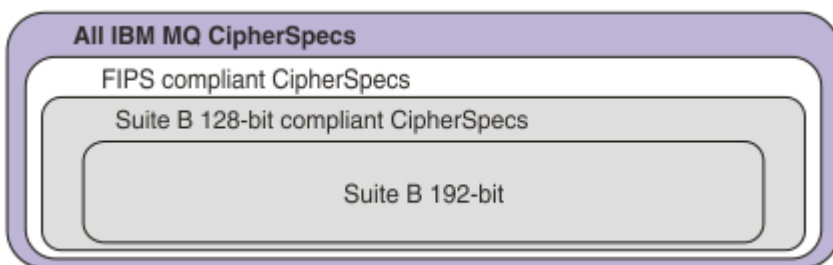 All IBM MQ CipherSpecs
FIPS compliant CipherSpecs
Suite B 128-bit compliant CipherSpecs
Suite B 192-bit